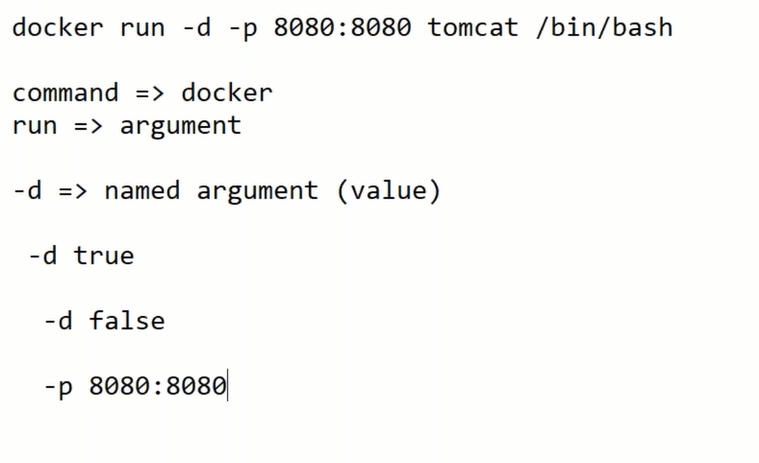 docker run -d -p 8080:8080 tomcat /bin/bash
command => docker
run => argument
-d => named argument (value)
-d true
-d false
-p 8080:8080